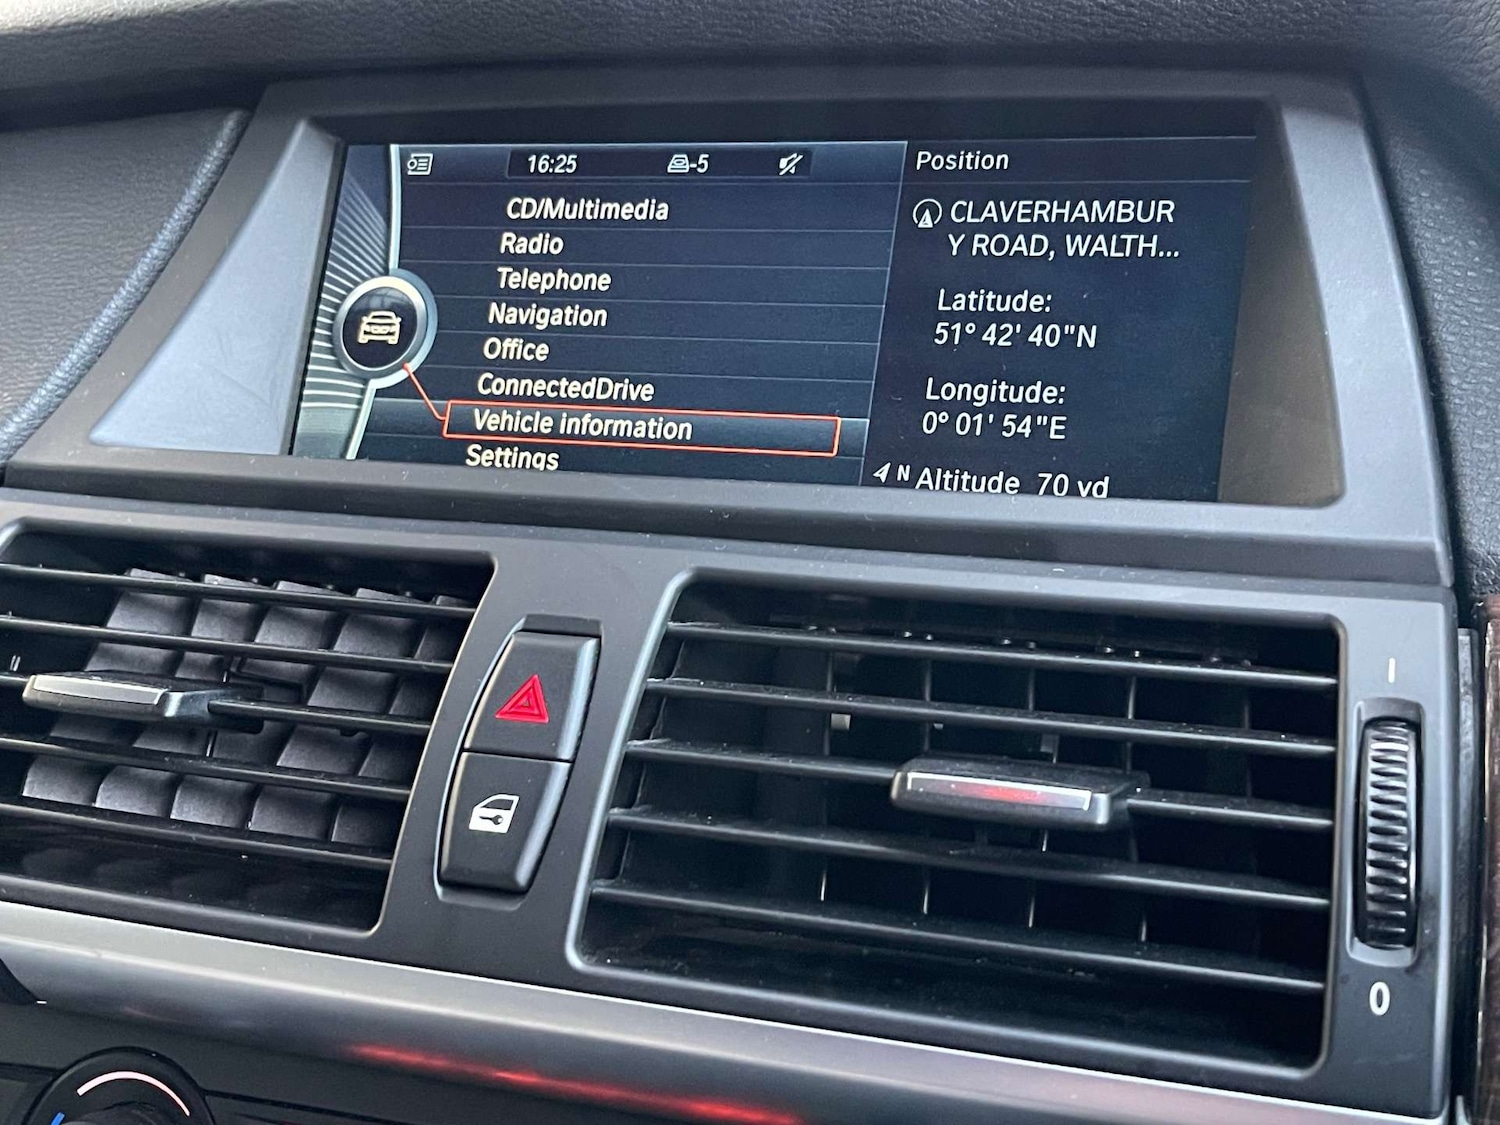 16:25 -5
CD/Multimedia
Radio
Telephone
Navigation
Office
ConnectedDrive
Vehicle information
Settings
Position
CLAVERHAMBUR
Y ROAD, WALTH...
Latitude:
51° 42' 40"N
Longitude:
0° 01' 54"E
N Altitude 70 yd
I
0